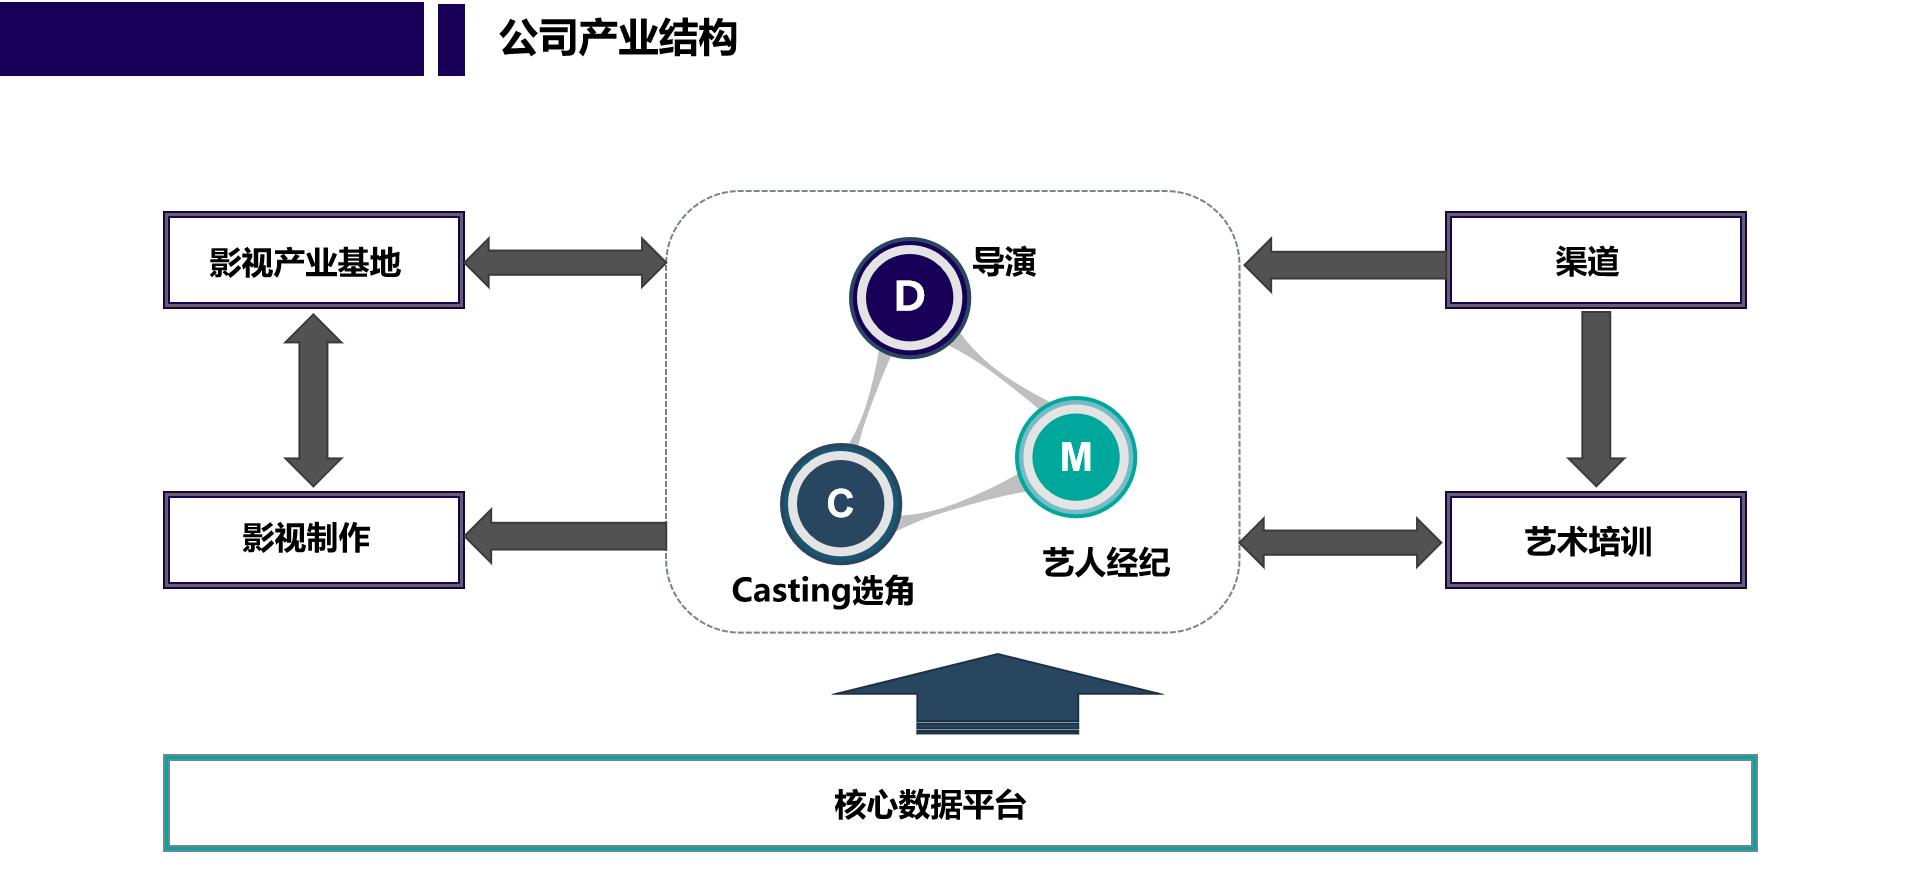 公司产业结构
影视产业基地
D
导演
渠道
M
C
影视制作
艺术培训
艺人经纪
Casting选角
核心数据平台